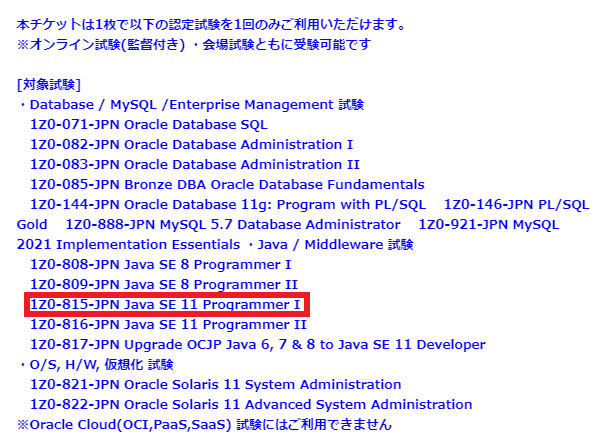 本チケットは1枚で以下の認定試験を1回のみご利用いただけます。
※オンライン試験(監督付き) ・会場試験ともに受験可能です
[対象試験]
・Database / MySQL /Enterprise Management 試験
1Z0-071-JPN Oracle Database SQL
1Z0-082-JPN Oracle Database Administration I
1Z0-083-JPN Oracle Database Administration II
1Z0-085-JPN Bronze DBA Oracle Database Fundamentals
1Z0-144-JPN Oracle Database 11g: Program with PL/SQL　1Z0-146-JPN PL/SQL
Gold　1Z0-888-JPN MySQL 5.7 Database Administrator　1Z0-921-JPN MySQL
2021 Implementation Essentials ・Java / Middleware 試験
1Z0-808-JPN Java SE 8 Programmer I
1Z0-809-JPN Java SE 8 Programmer II
1Z0-815-JPN Java SE 11 Programmer I
1Z0-816-JPN Java SE 11 Programmer II
1Z0-817-JPN Upgrade OCJP Java 6, 7 & 8 to Java SE 11 Developer
・O/S, H/W, 仮想化 試験
1Z0-821-JPN Oracle Solaris 11 System Administration
1Z0-822-JPN Oracle Solaris 11 Advanced System Administration
※Oracle Cloud(OCI,PaaS,SaaS) 試験にはご利用できません